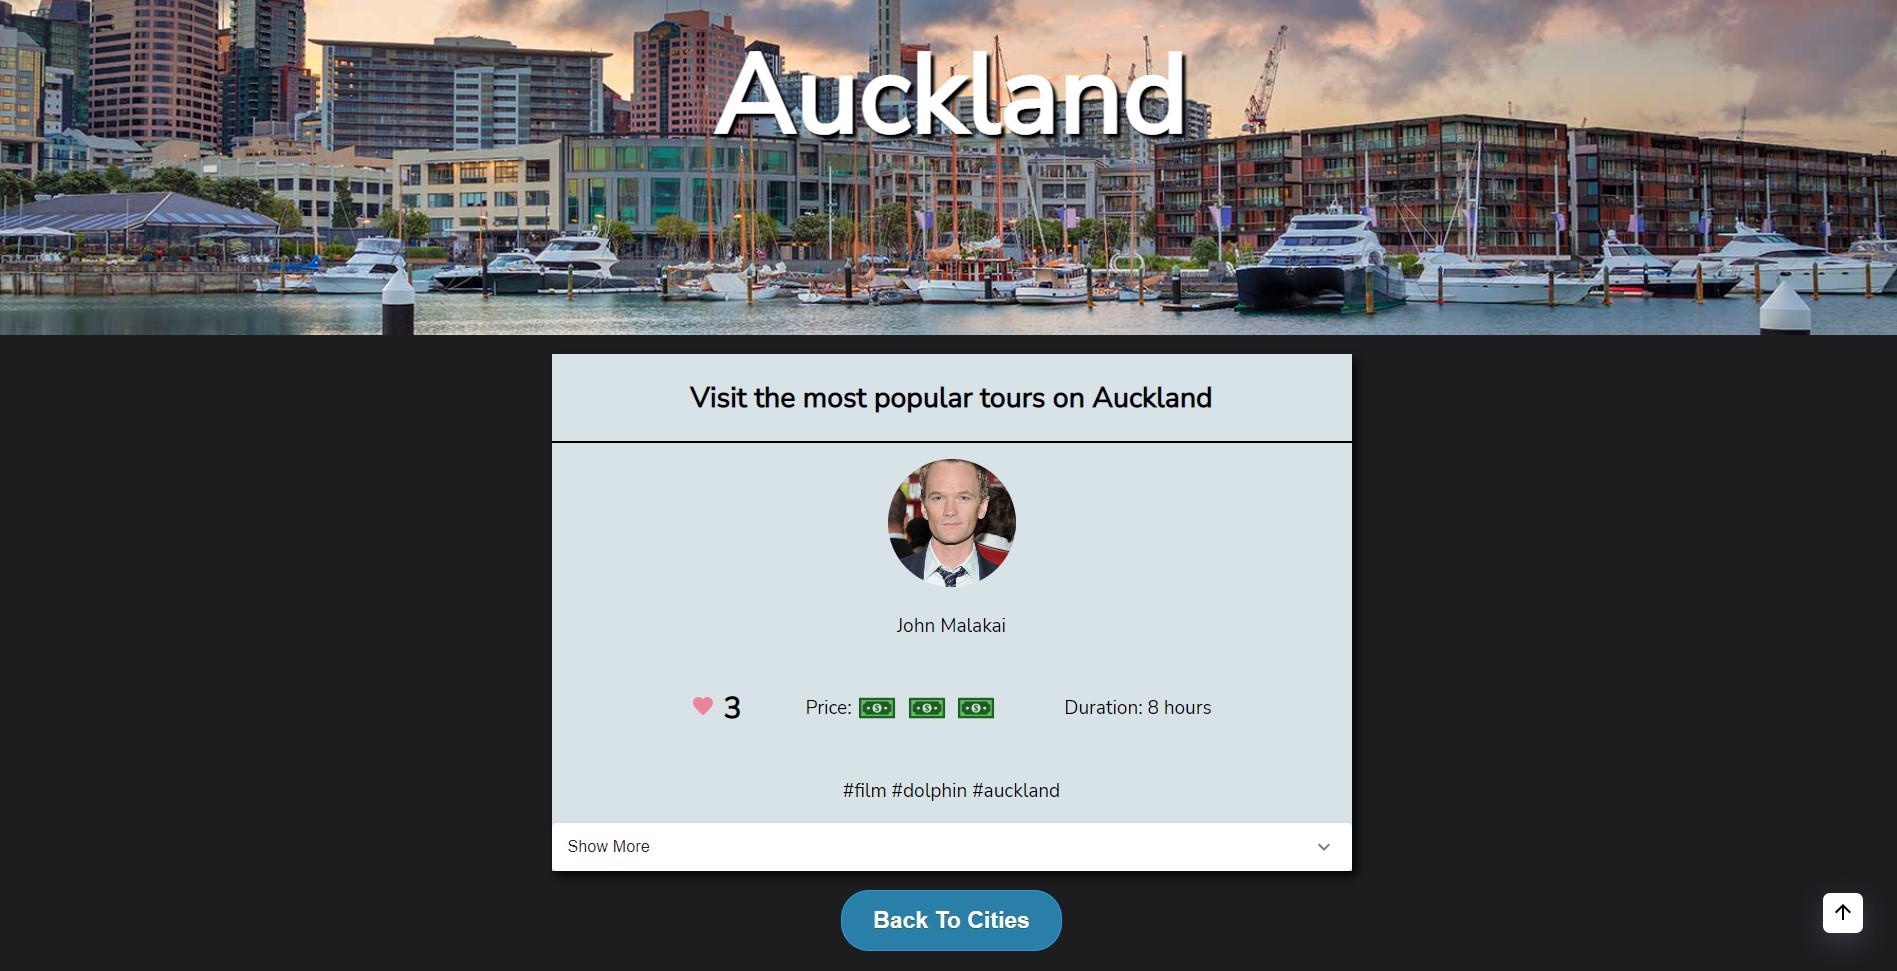 Auckland
Visit the most popular tours on Auckland
John Malakai
3 Price: Duration: 8 hours
#film #dolphin #auckland
Show More
Back To Cities